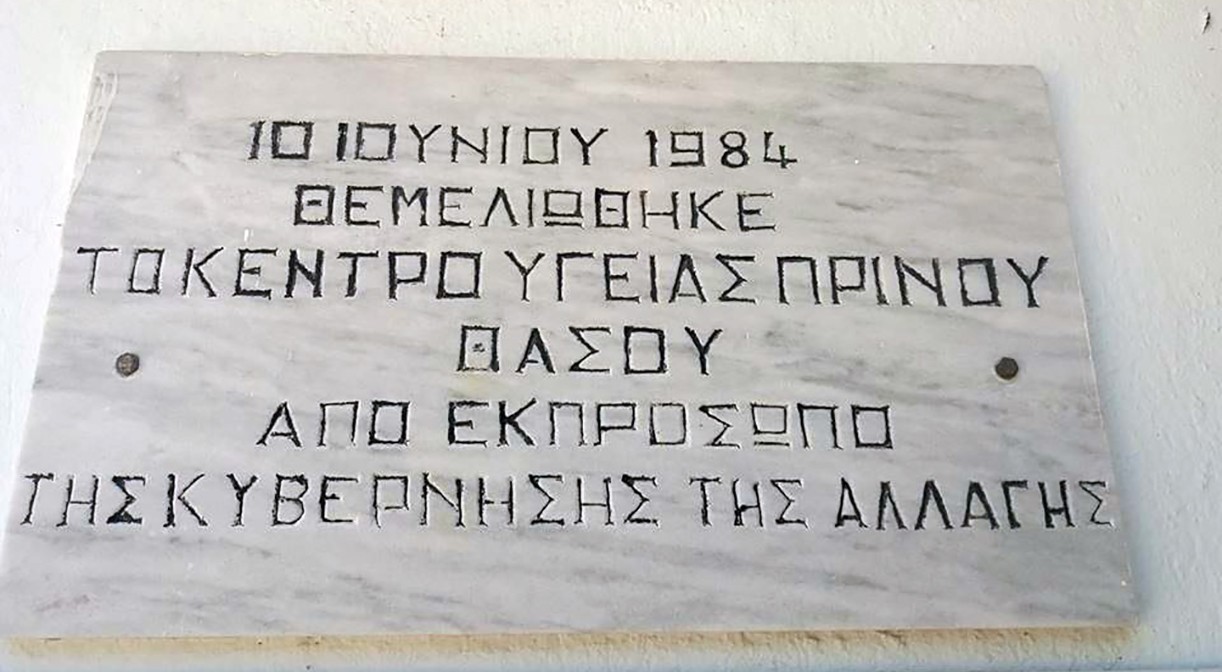 10 ΙΟΥΝΙΟΥ 1984
ΘΕΜΕΛΙΩΘΗΚΕ
ΤΟ ΚΕΝΤΡΟ ΥΓΕΙΑΣ ΠΡΙΝΟΥ
ΘΑΣΟΥ
ΑΠΟ ΕΚΠΡΟΣΩΠΟ
ΤΗΣ ΚΥΒΕΡΝΗΣΗΣ ΤΗΣ ΑΛΛΑΓΗΣ